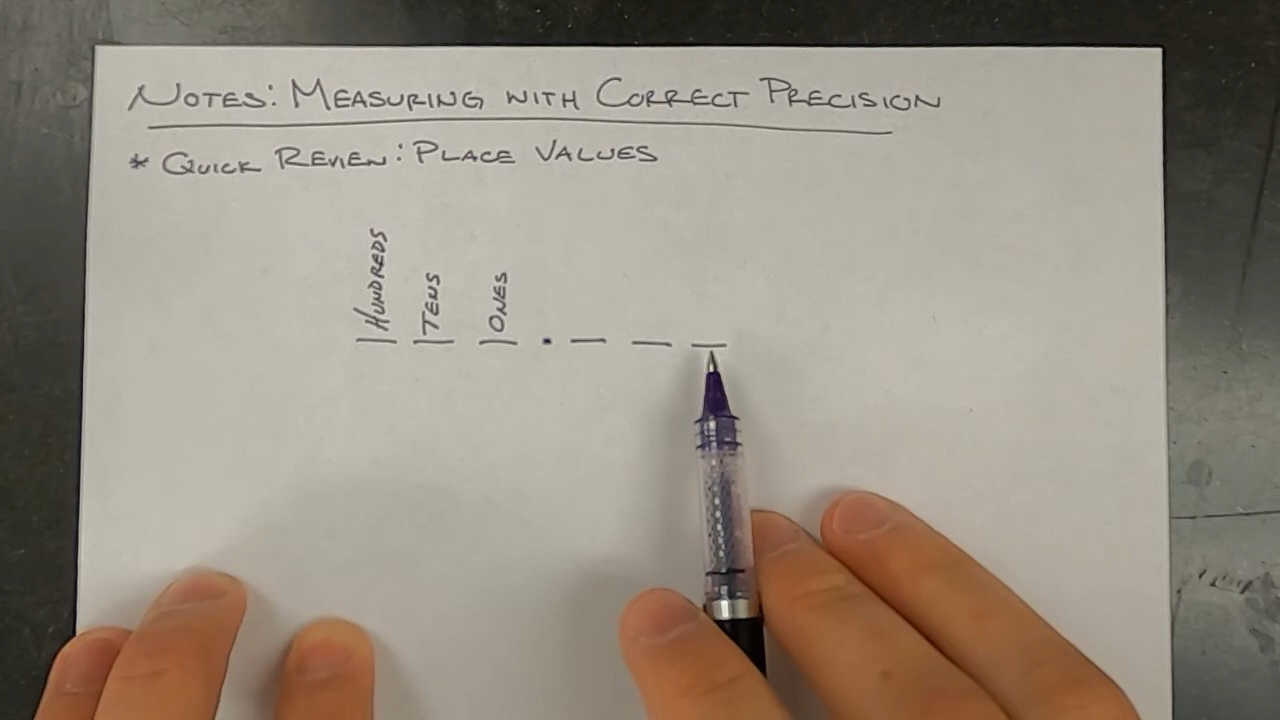 NOTES: MEASURING WITH CORRECT PRECISION
* QUICK REVIEW: PLACE VALUES
HUNDREDS TENS ONES .